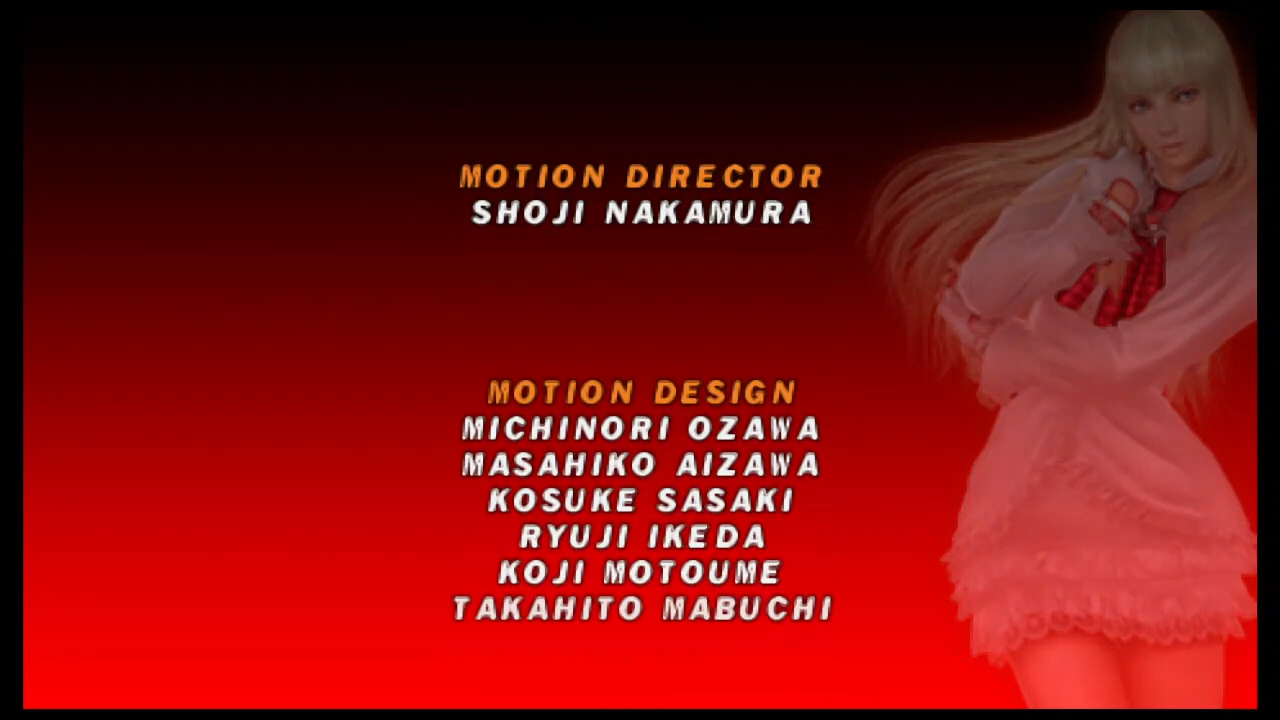 MOTION DIRECTOR
SHOJI NAKAMURA
MOTION DESIGN
MICHINORI OZAWA
MASAHIKO AIZAWA
KOSUKE SASAKI
RYUJI IKEDA
KOJI MOTOUME
TAKAHITO MABUCHI